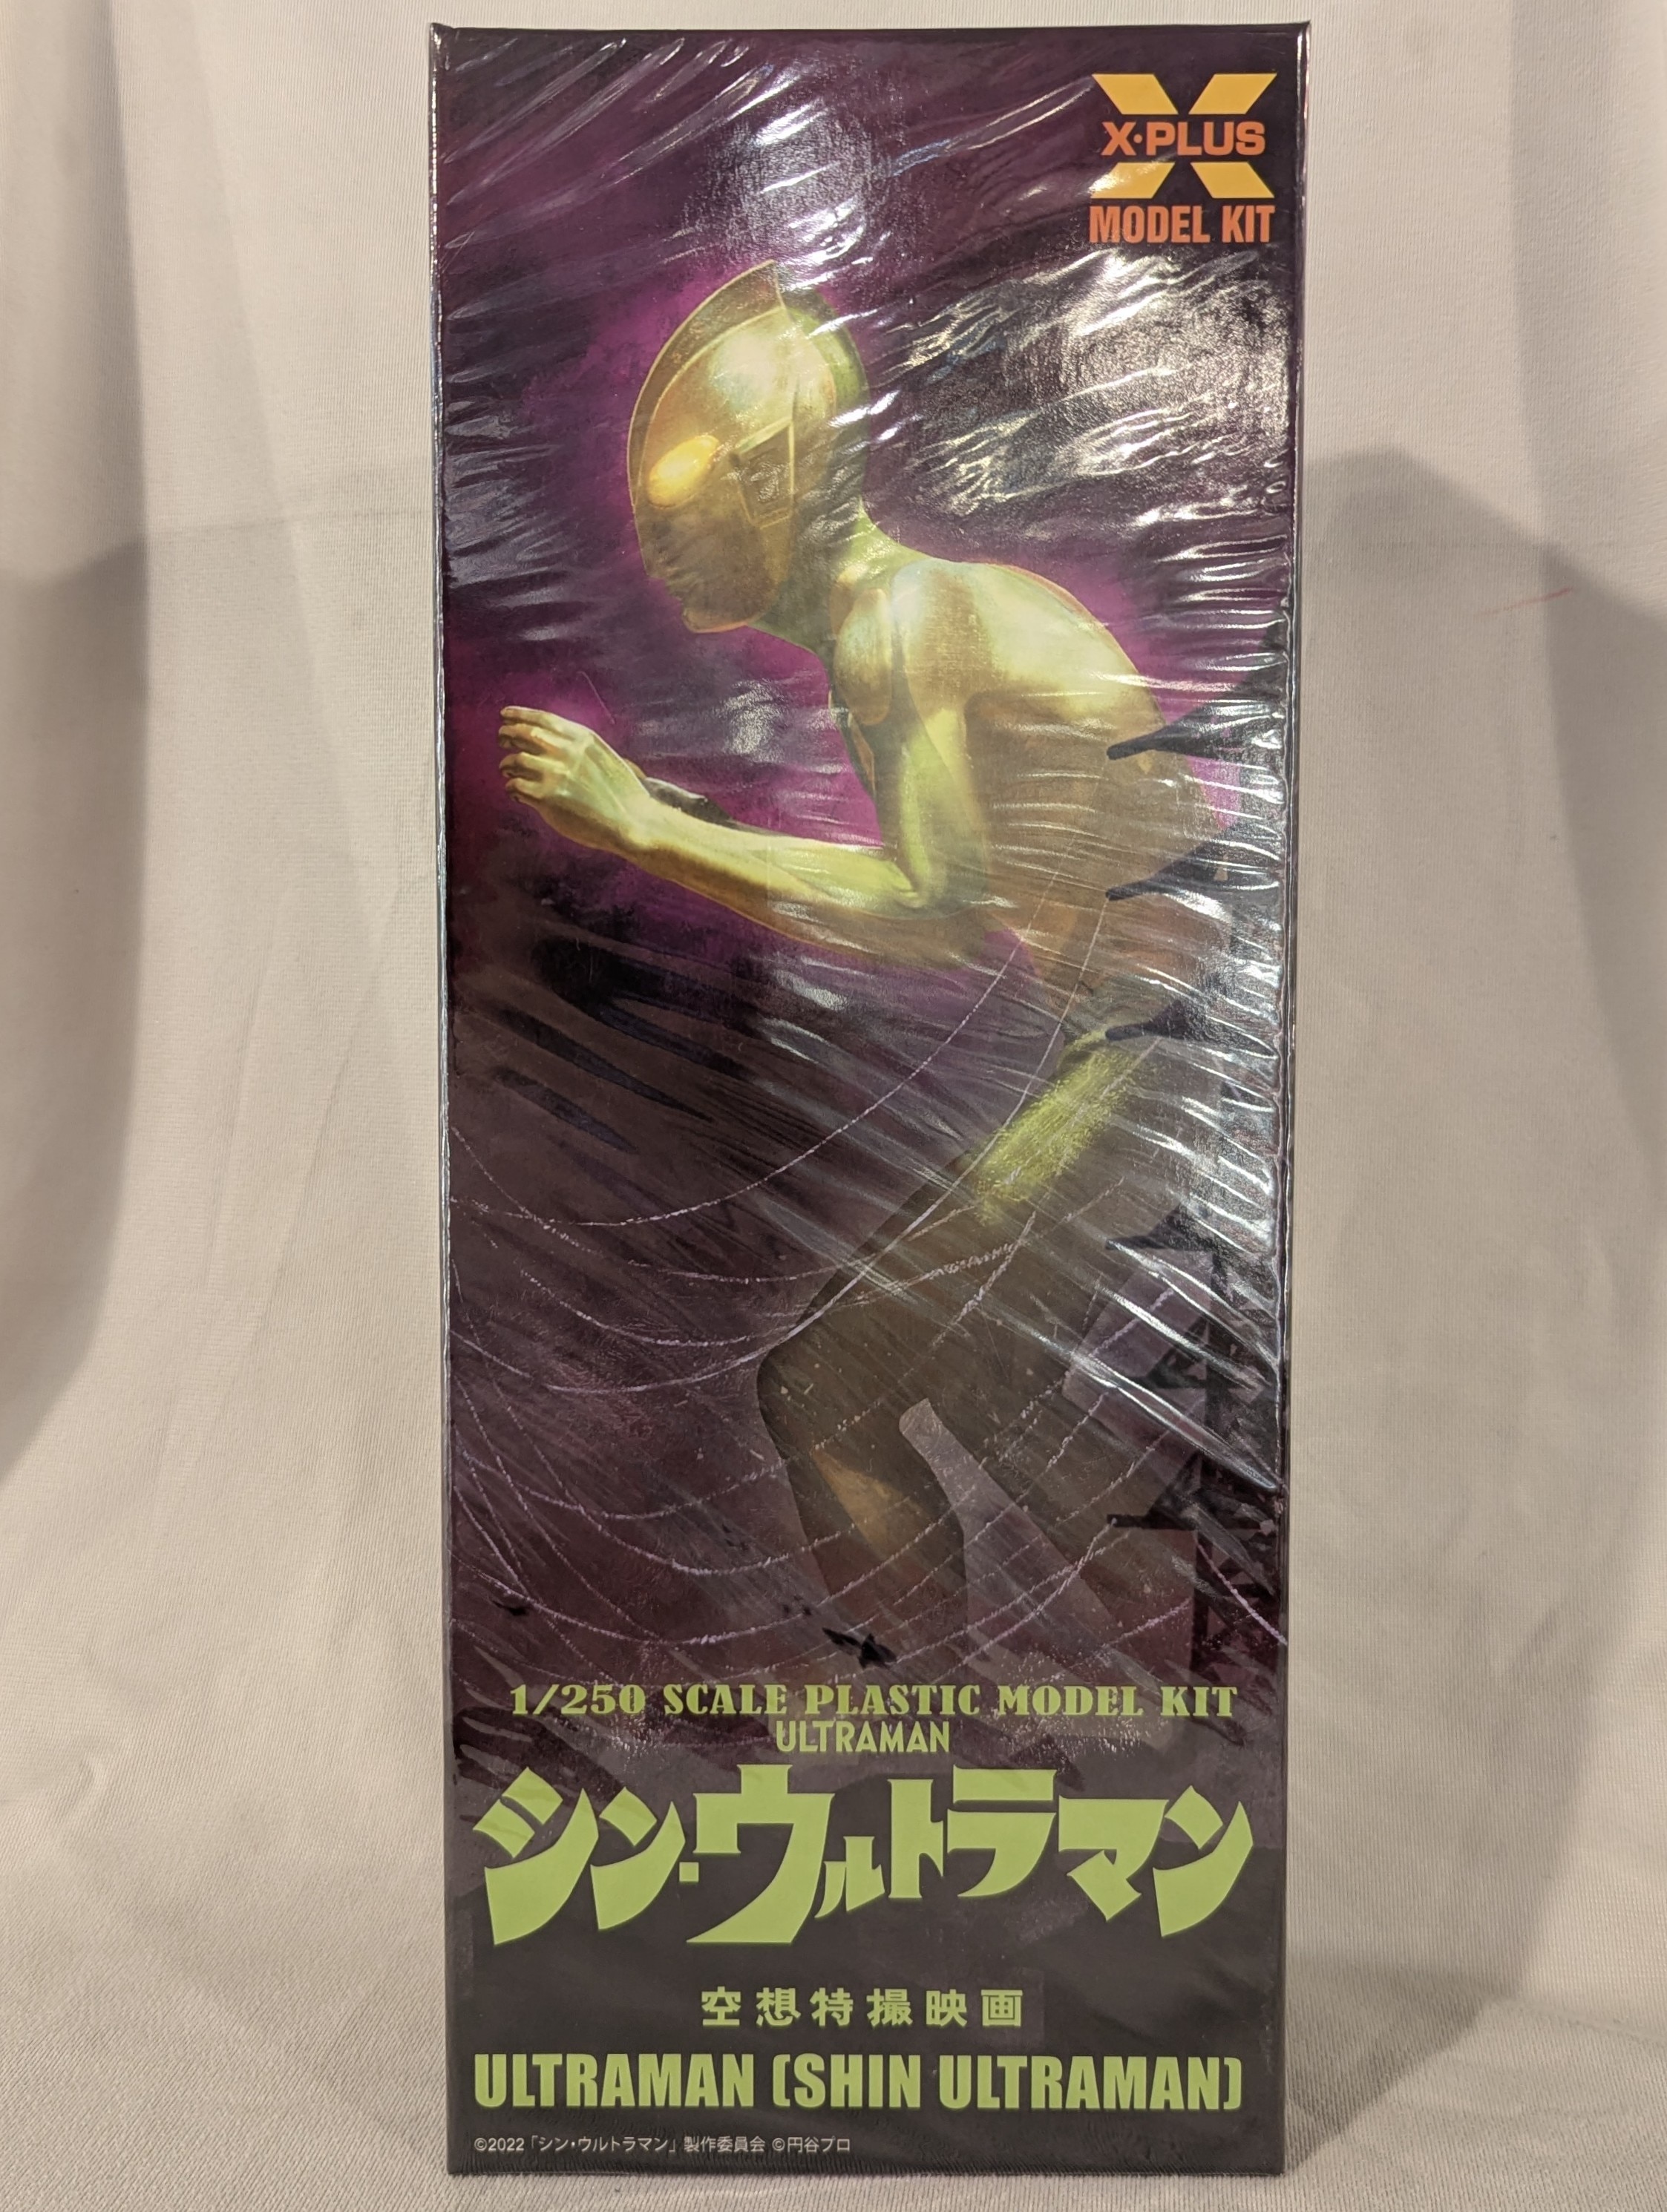 X·PLUS
MODEL KIT
1/250 SCALE PLASTIC MODEL KIT
ULTRAMAN
シン・ウルトラマン
空想特撮映画
ULTRAMAN (SHIN ULTRAMAN)
©2022「シン・ウルトラマン」製作委員会 ©円谷プロ